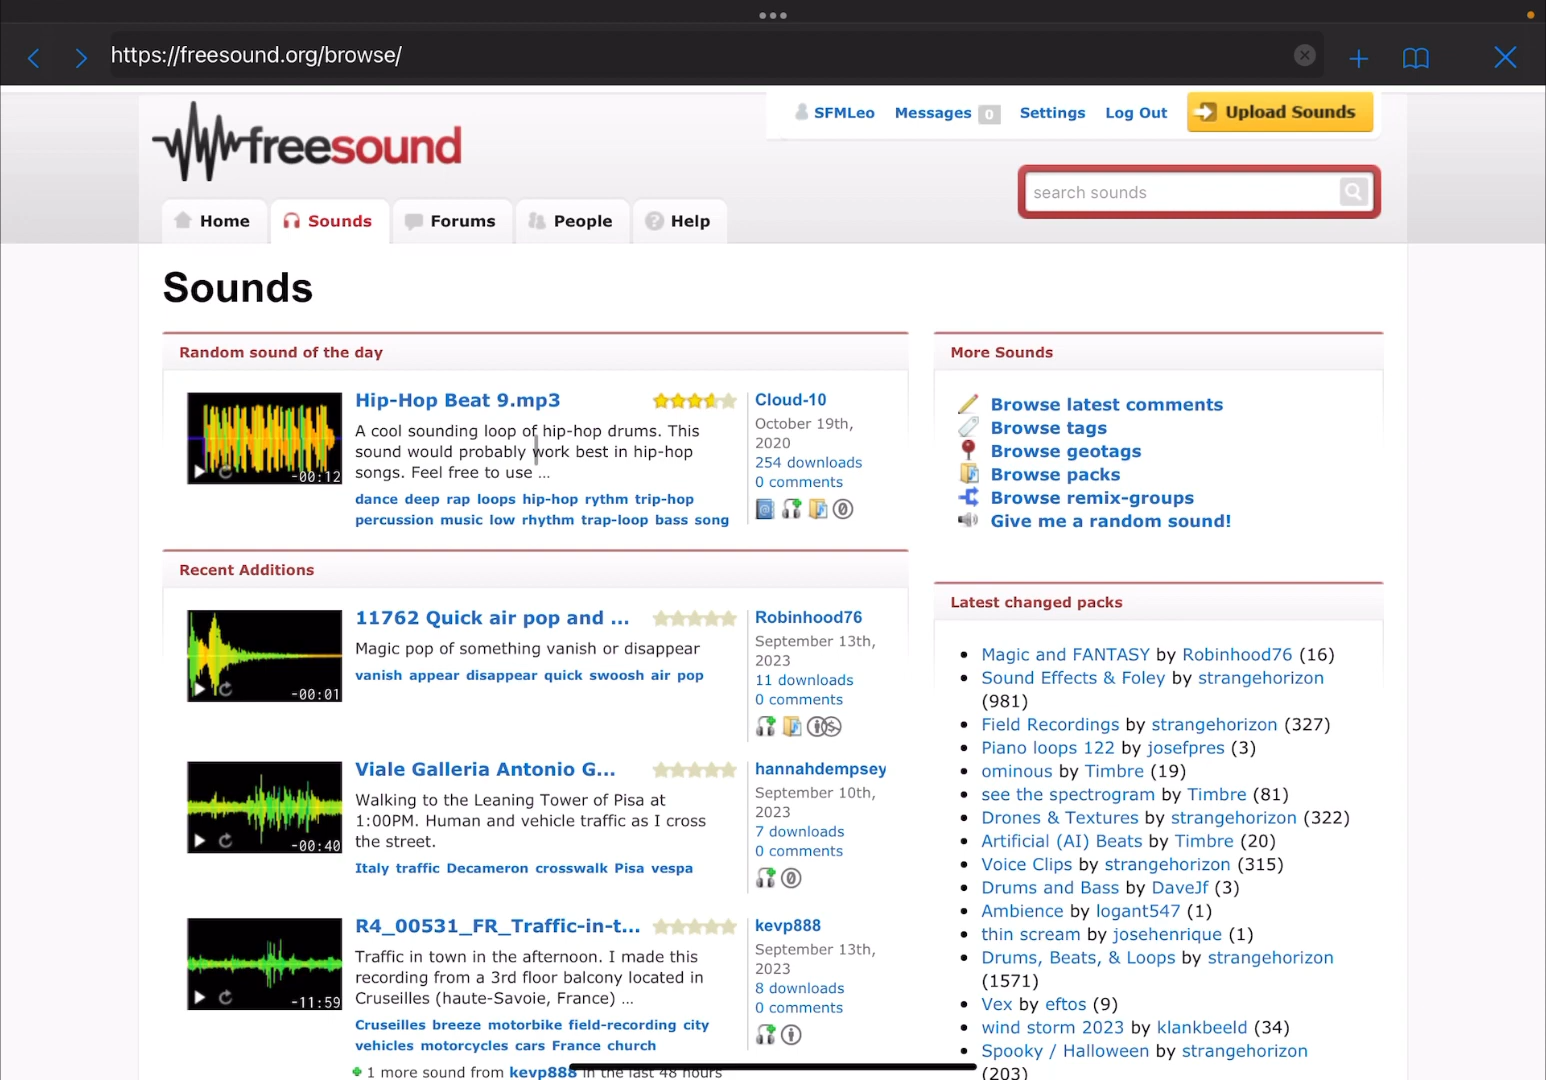 https://freesound.org/browse/
freesound
SFMLeo Messages 0 Settings Log Out Upload Sounds
search sounds
Home Sounds Forums People Help
Sounds
Random sound of the day
Hip-Hop Beat 9.mp3
A cool sounding loop of hip-hop drums. This
sound would probably work best in hip-hop
songs. Feel free to use ...
dance deep rap loops hip-hop rythm trip-hop
percussion music low rhythm trap-loop bass song
-00:12
Cloud-10
October 19th,
2020
254 downloads
0 comments
Recent Additions
11762 Quick air pop and ...
Magic pop of something vanish or disappear
vanish appear disappear quick swoosh air pop
-00:01
Robinhood76
September 13th,
2023
11 downloads
0 comments
Viale Galleria Antonio G...
Walking to the Leaning Tower of Pisa at
1:00PM. Human and vehicle traffic as I cross
the street.
Italy traffic Decameron crosswalk Pisa vespa
-00:40
hannahdempsey
September 10th,
2023
7 downloads
0 comments
R4_00531_FR_Traffic-in-t...
Traffic in town in the afternoon. I made this
recording from a 3rd floor balcony located in
Cruseilles (haute-Savoie, France) ...
Cruseilles breeze motorbike field-recording city
vehicles motorcycles cars France church
-11:59
kevp888
September 13th,
2023
8 downloads
0 comments
1 more sound from kevp888 in the last 48 hours
More Sounds
Browse latest comments
Browse tags
Browse geotags
Browse packs
Browse remix-groups
Give me a random sound!
Latest changed packs
Magic and FANTASY by Robinhood76 (16)
Sound Effects & Foley by strangehorizon
(981)
Field Recordings by strangehorizon (327)
Piano loops 122 by josefpres (3)
ominous by Timbre (19)
see the spectrogram by Timbre (81)
Drones & Textures by strangehorizon (322)
Artificial (AI) Beats by Timbre (20)
Voice Clips by strangehorizon (315)
Drums and Bass by DaveJf (3)
Ambience by logant547 (1)
thin scream by josehenrique (1)
Drums, Beats, & Loops by strangehorizon
(1571)
Vex by eftos (9)
wind storm 2023 by klankbeeld (34)
Spooky / Halloween by strangehorizon
(203)